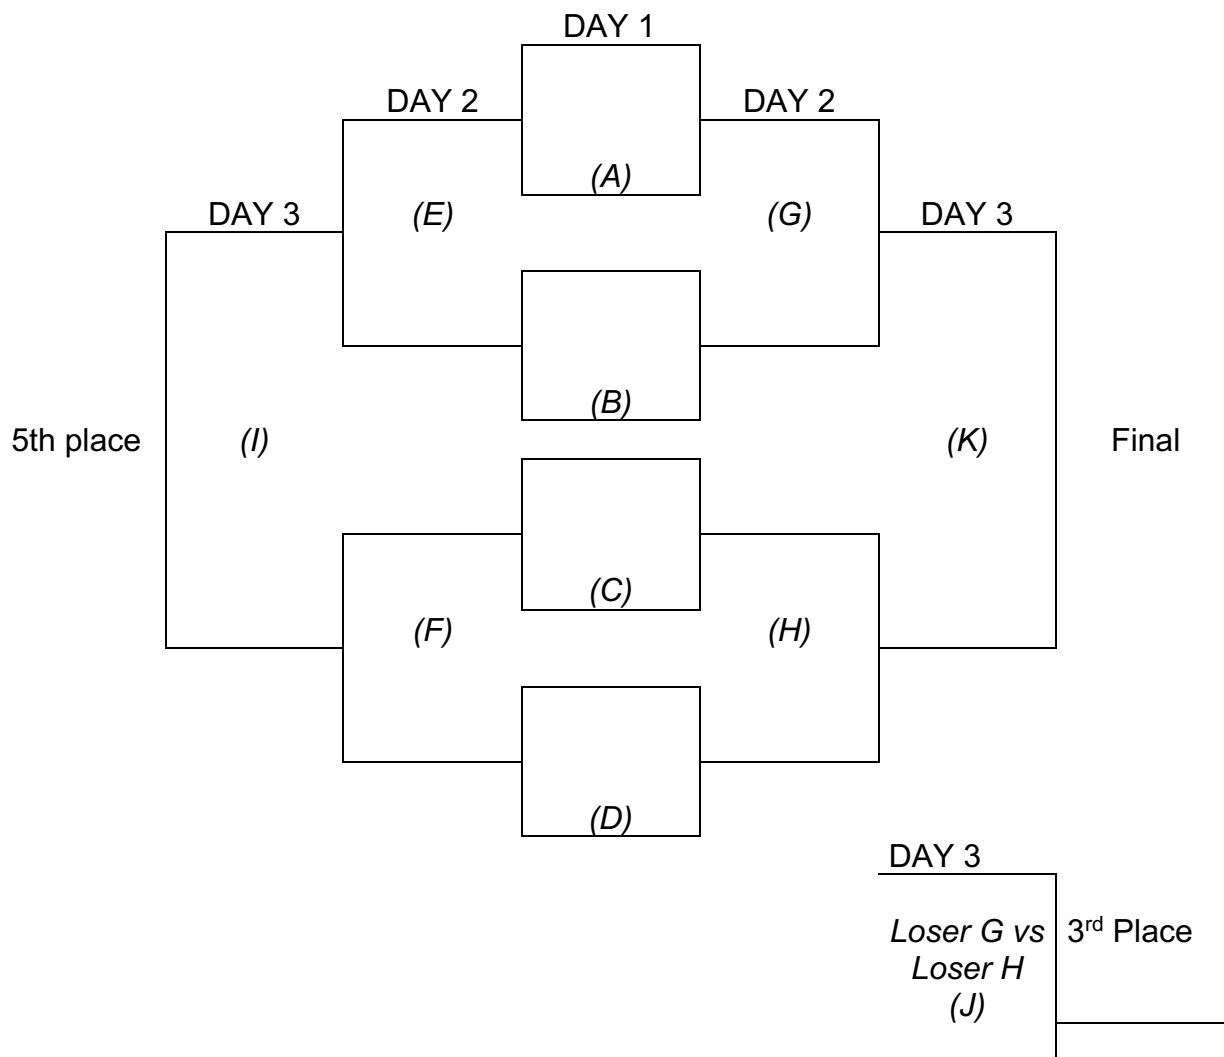 DAY 1
DAY 2
DAY 2
(A)
DAY 3
(E)
(G)
DAY 3
(B)
5th place
(I)
(K)
Final
(C)
(F)
(H)
(D)
DAY 3
Loser G vs
3rd Place
Loser H
(J)